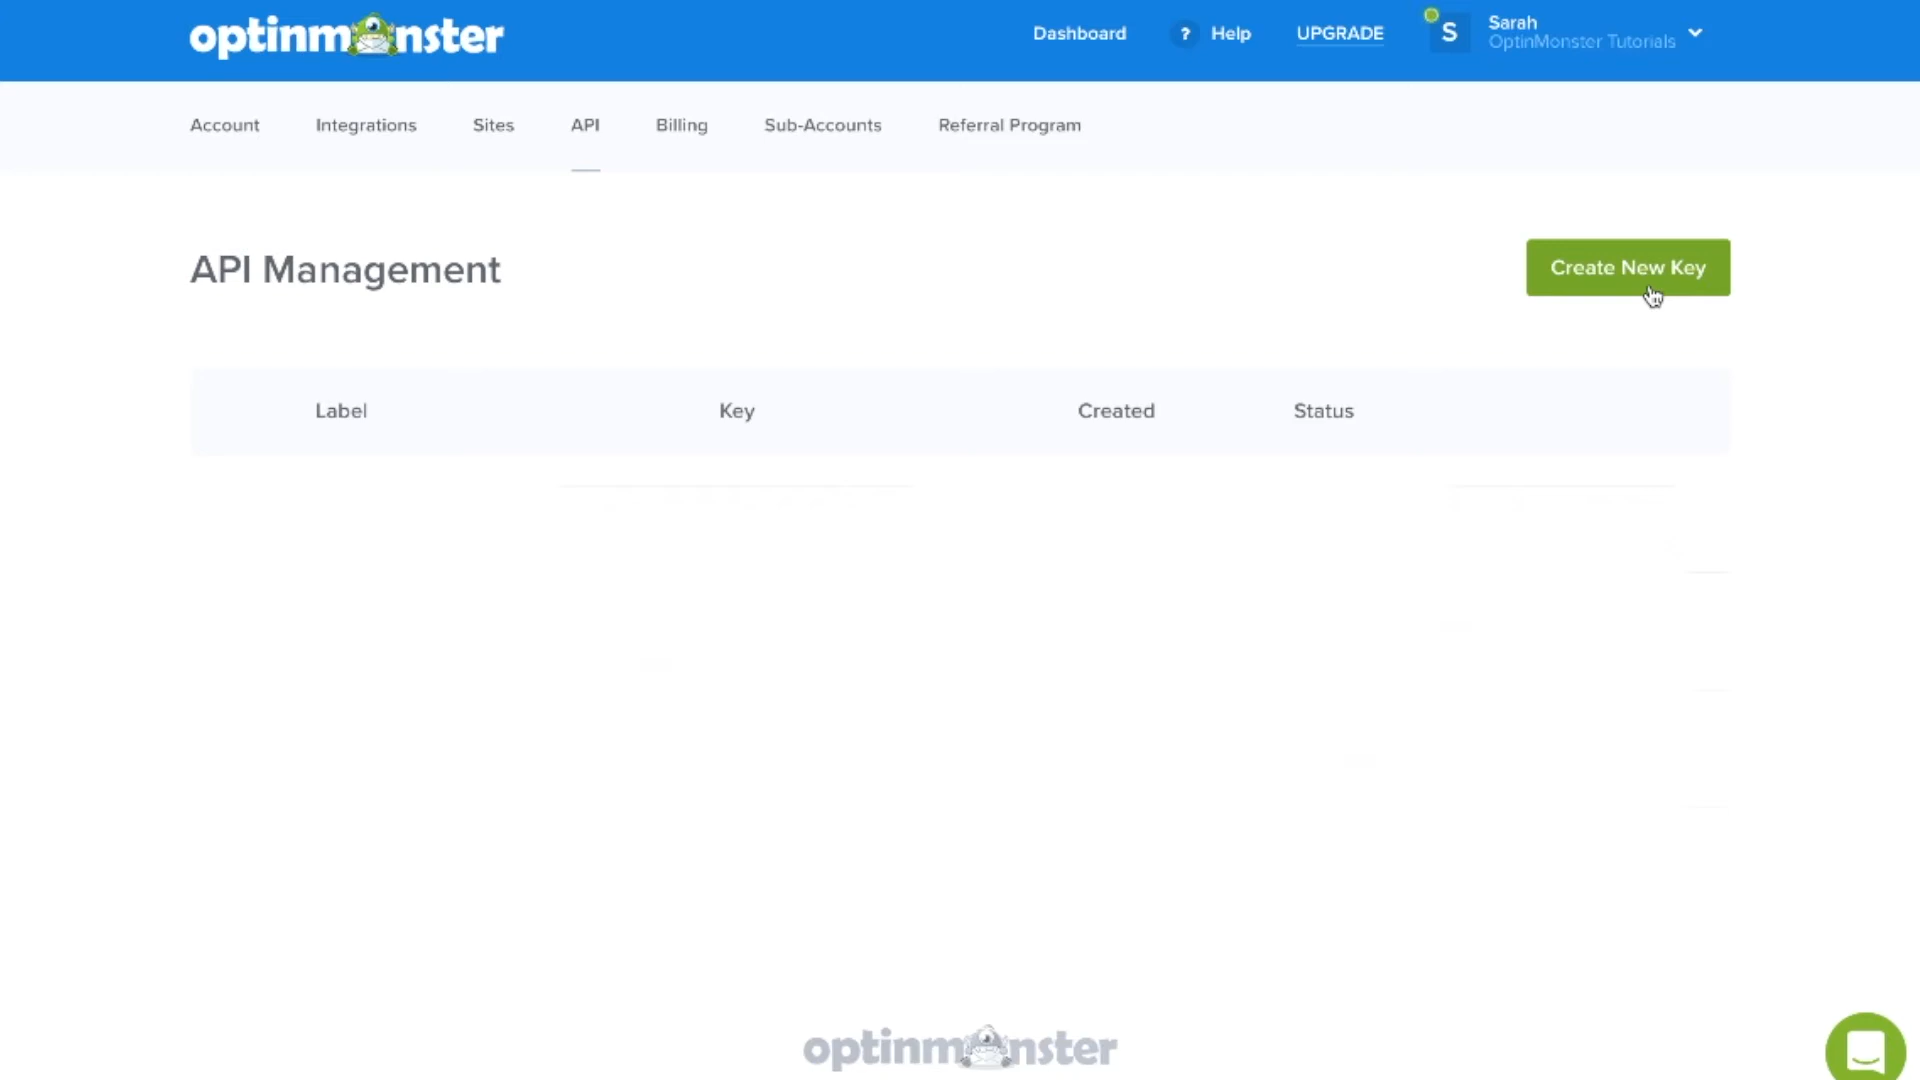 optinmonster
Dashboard
? Help
UPGRADE
S
Sarah
OptinMonster Tutorials
Account
Integrations
Sites
API
Billing
Sub-Accounts
Referral Program
API Management
Create New Key
Label
Key
Created
Status
optinmonster